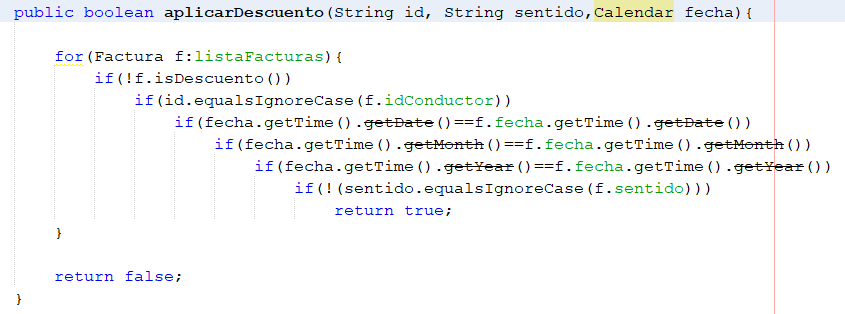 public boolean aplicarDescuento(String id, String sentido,Calendar fecha){
for(Factura f:listaFacturas){
if(!f.isDescuento())
if(id.equalsIgnoreCase(f.idConductor))
if(fecha.getTime().getDate()==f.fecha.getTime().getDate())
if(fecha.getTime().getMonth()==f.fecha.getTime().getMonth())
if(fecha.getTime().getYear()==f.fecha.getTime().getYear())
if(!(sentido.equalsIgnoreCase(f.sentido)))
return true;
}
return false;
}